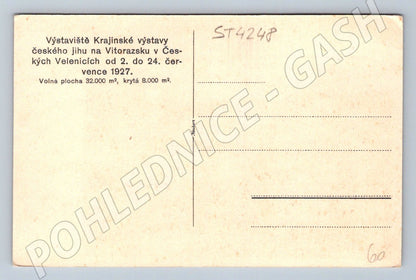 Výstaviště Krajinské výstavy
českého jihu na Vitorazsku v Čes-
kých Velenicích od 2. do 24. čer-
vence 1927.
Volná plocha 32.000 m², krytá 8.000 m².
ST4248
POHLEDNICE - GASH
60